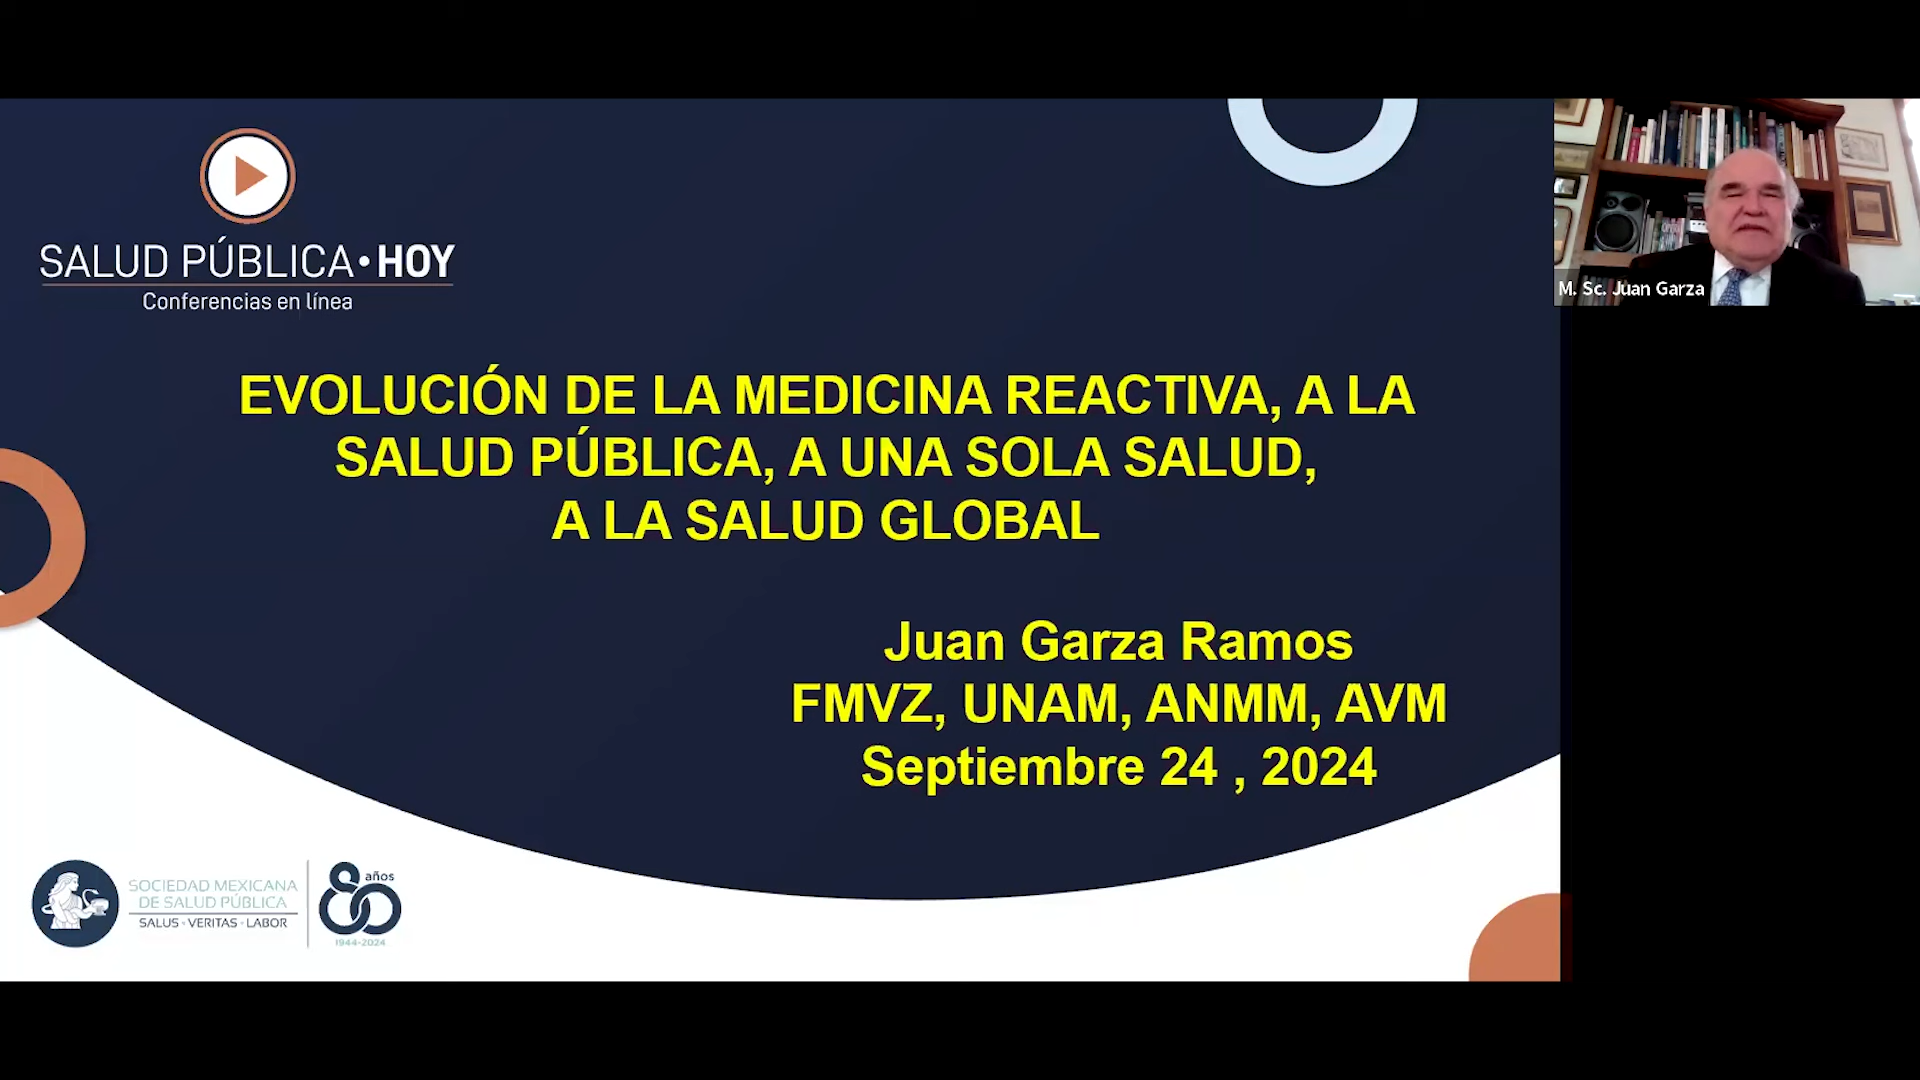 SALUD PÚBLICA•HOY
Conferencias en línea
M. Sc. Juan Garza
EVOLUCIÓN DE LA MEDICINA REACTIVA, A LA
SALUD PÚBLICA, A UNA SOLA SALUD,
A LA SALUD GLOBAL
Juan Garza Ramos
FMVZ, UNAM, ANMM, AVM
Septiembre 24 , 2024
SOCIEDAD MEXICANA
DE SALUD PÚBLICA
SALUS • VERITAS • LABOR
80 años
1944-2024